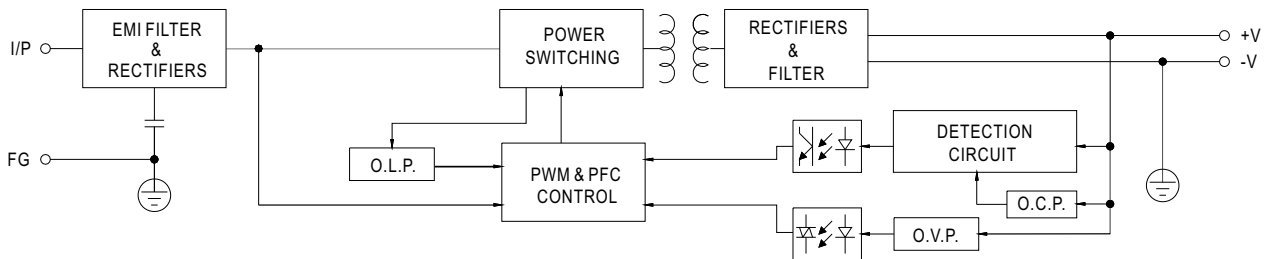 I/P
EMI FILTER
&
RECTIFIERS
POWER
SWITCHING
RECTIFIERS
&
FILTER
+V
-V
FG
O.L.P.
PWM & PFC
CONTROL
DETECTION
CIRCUIT
O.C.P.
O.V.P.